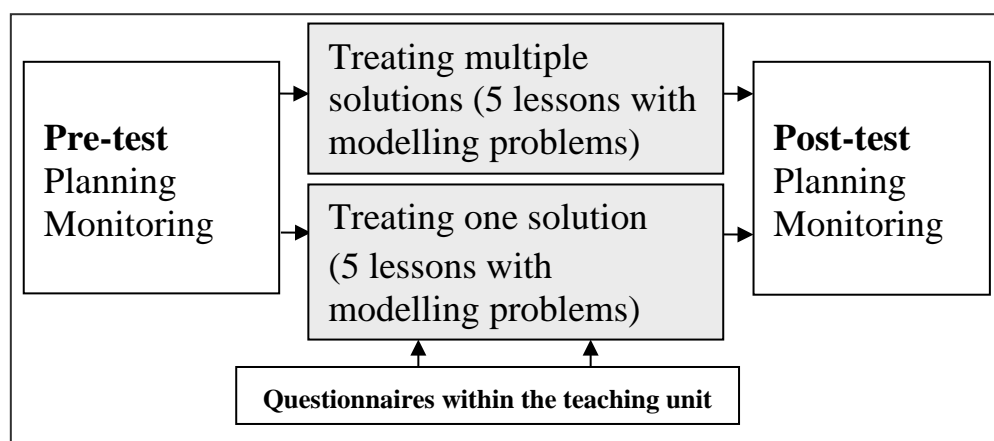 Pre-test
Planning
Monitoring
Treating multiple
solutions (5 lessons with
modelling problems)
Treating one solution
(5 lessons with
modelling problems)
Post-test
Planning
Monitoring
Questionnaires within the teaching unit